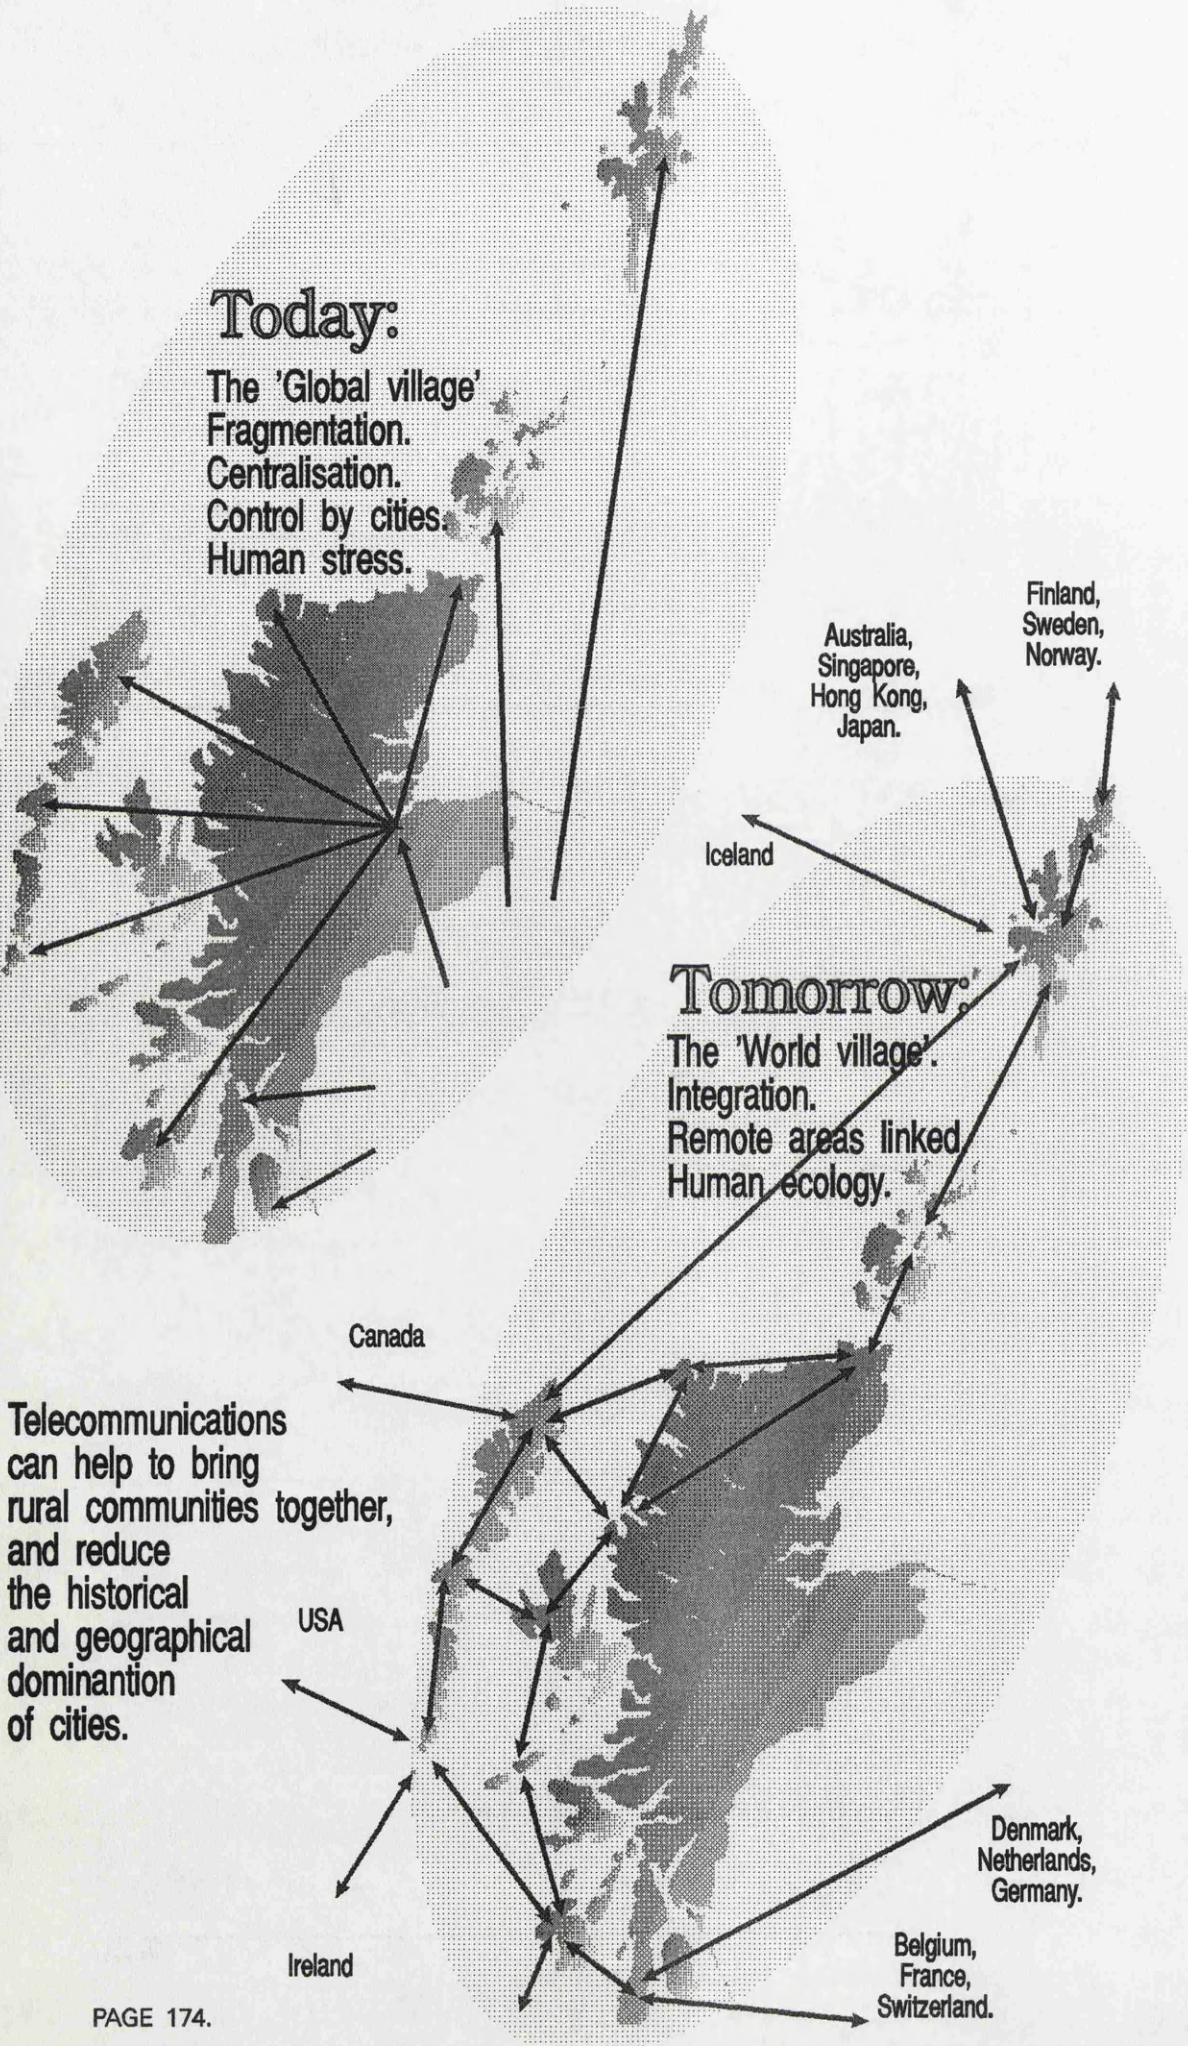 Today:
The 'Global village'
Fragmentation.
Centralisation.
Control by cities.
Human stress.
Finland,
Sweden,
Norway.
Australia,
Singapore,
Hong Kong,
Japan.
Iceland
Tomorrow:
The 'World village'.
Integration.
Remote areas linked
Human ecology.
Canada
Telecommunications
can help to bring
rural communities together,
and reduce
the historical
and geographical
dominantion
of cities.
USA
Denmark,
Netherlands,
Germany.
Belgium,
France,
Switzerland.
Ireland
PAGE 174.